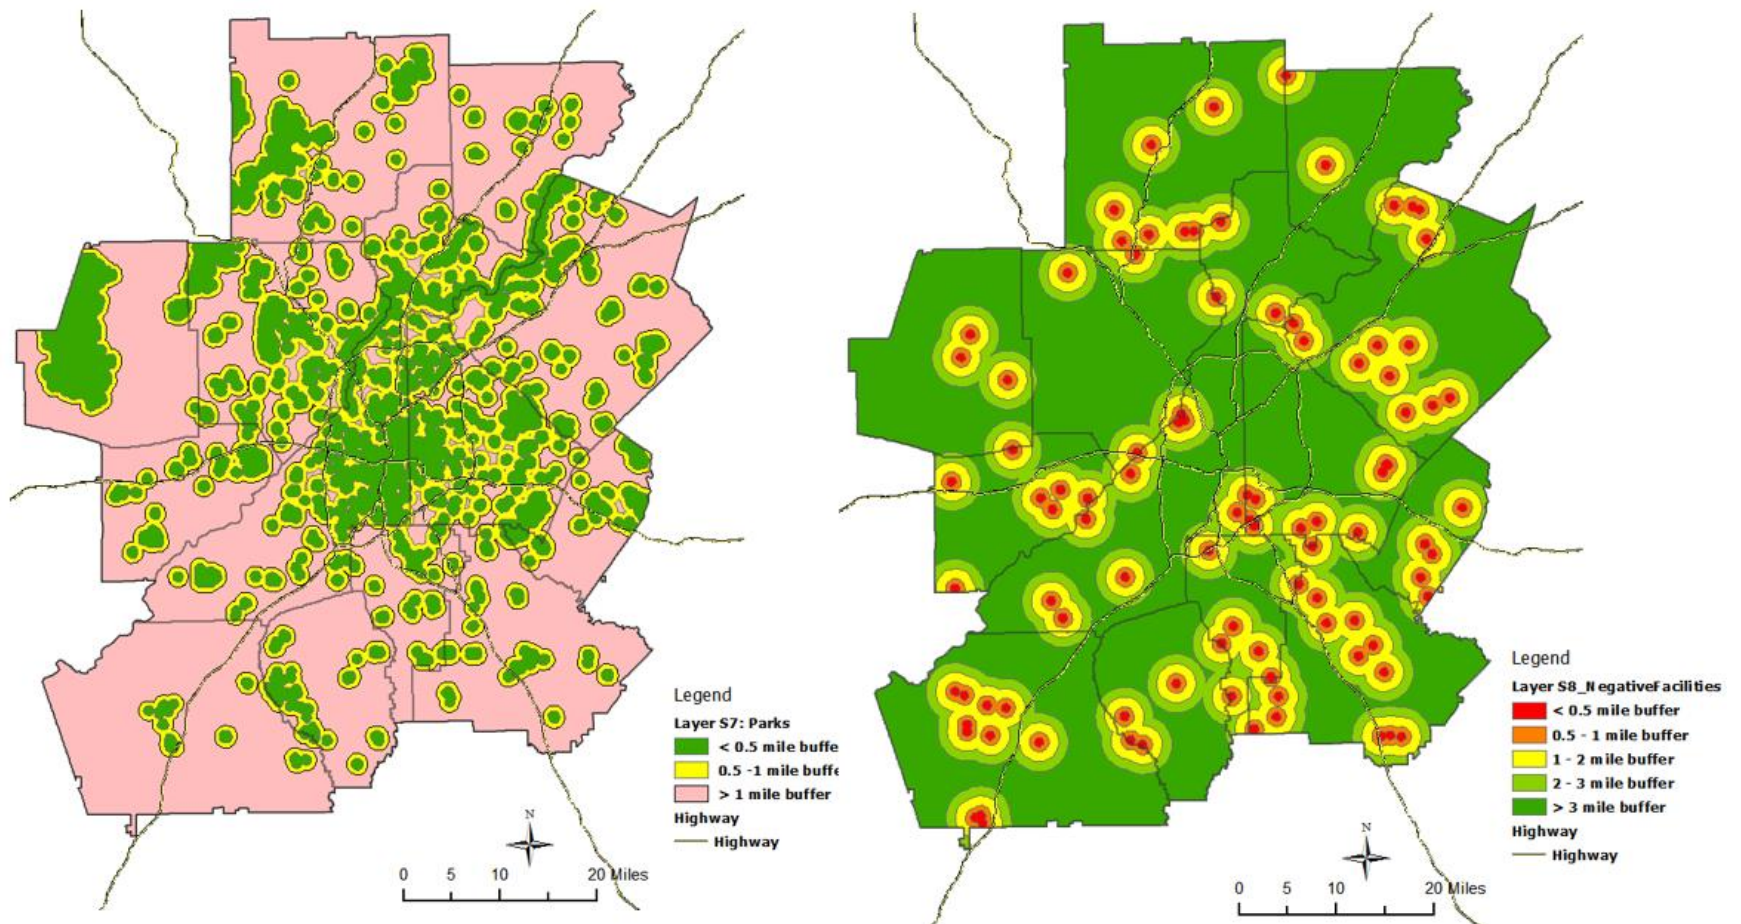 Legend
Layer S7: Parks
< 0.5 mile buffe
0.5 -1 mile buffe
> 1 mile buffer
Highway
Highway
N
0 5 10 20 Miles
Legend
Layer S8_NegativeFacilities
< 0.5 mile buffer
0.5 - 1 mile buffer
1 - 2 mile buffer
2 - 3 mile buffer
> 3 mile buffer
Highway
Highway
N
0 5 10 20 Miles